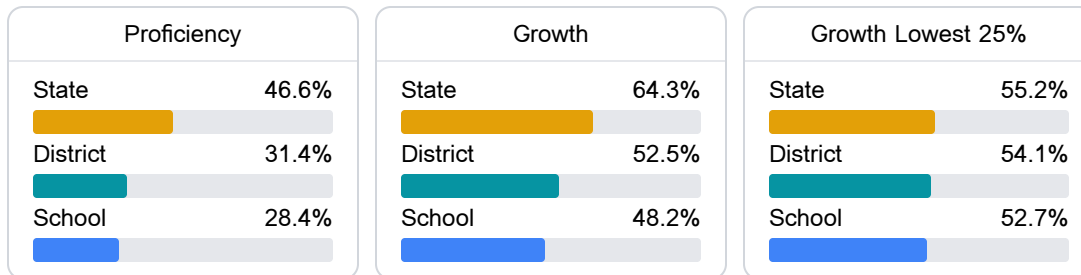 Proficiency
State 46.6%
District 31.4%
School 28.4%
Growth
State 64.3%
District 52.5%
School 48.2%
Growth Lowest 25%
State 55.2%
District 54.1%
School 52.7%